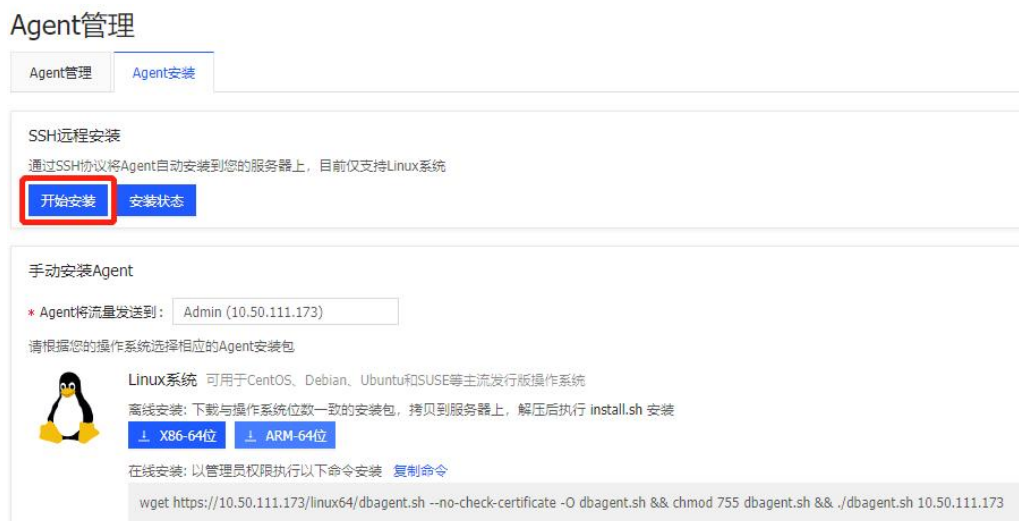 Agent管理
Agent管理 Agent安装
SSH远程安装
通过SSH协议将Agent自动安装到您的服务器上，目前仅支持Linux系统
开始安装 安装状态
手动安装Agent
* Agent将流量发送到： Admin (10.50.111.173)
请根据您的操作系统选择相应的Agent安装包
Linux系统 可用于CentOS、Debian、Ubuntu和SUSE等主流发行版操作系统
离线安装: 下载与操作系统位数一致的安装包，拷贝到服务器上，解压后执行 install.sh 安装
X86-64位 ARM-64位
在线安装: 以管理员权限执行以下命令安装 复制命令
wget https://10.50.111.173/linux64/dbagent.sh --no-check-certificate -O dbagent.sh && chmod 755 dbagent.sh && ./dbagent.sh 10.50.111.173